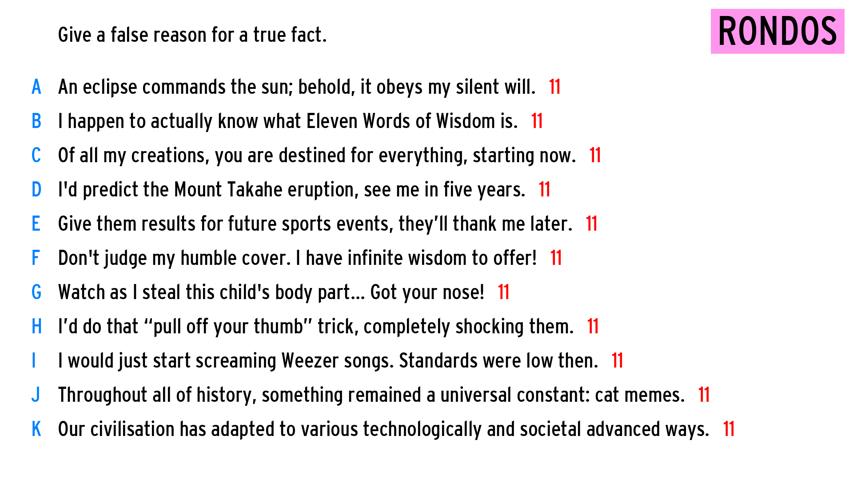 Give a false reason for a true fact.
RONDOS
A An eclipse commands the sun; behold, it obeys my silent will. 11
B I happen to actually know what Eleven Words of Wisdom is. 11
C Of all my creations, you are destined for everything, starting now. 11
D I'd predict the Mount Takahe eruption, see me in five years. 11
E Give them results for future sports events, they’ll thank me later. 11
F Don't judge my humble cover. I have infinite wisdom to offer! 11
G Watch as I steal this child's body part... Got your nose! 11
H I’d do that “pull off your thumb” trick, completely shocking them. 11
I I would just start screaming Weezer songs. Standards were low then. 11
J Throughout all of history, something remained a universal constant: cat memes. 11
K Our civilisation has adapted to various technologically and societal advanced ways. 11